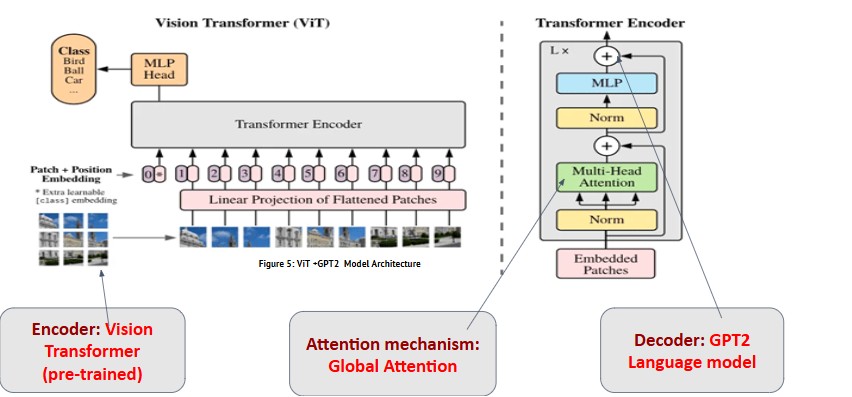 Vision Transformer (ViT)
Class
Bird
Ball
Car
...
MLP
Head
Transformer Encoder
Patch + Position
Embedding
* Extra learnable
[class] embedding
0 * 1 2 3 4 5 6 7 8 9
Linear Projection of Flattened Patches
Figure 5: ViT +GPT2 Model Architecture
Transformer Encoder
L ×
+
MLP
Norm
+
Multi-Head
Attention
Norm
Embedded
Patches
Encoder: Vision
Transformer
(pre-trained)
Attention mechanism:
Global Attention
Decoder: GPT2
Language model